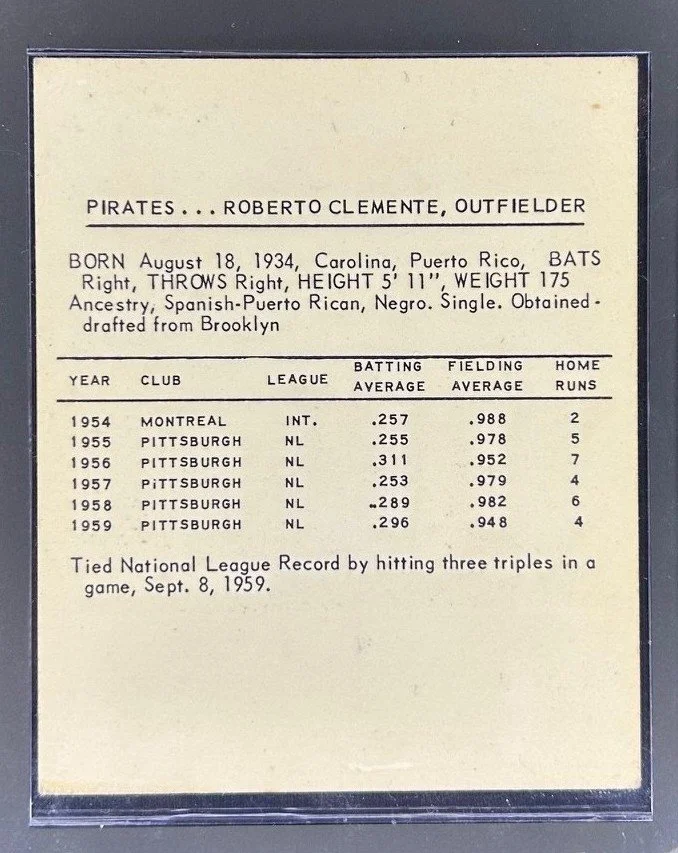 PIRATES... ROBERTO CLEMENTE, OUTFIELDER
BORN August 18, 1934, Carolina, Puerto Rico, BATS
Right, THROWS Right, HEIGHT 5' 11", WEIGHT 175
Ancestry, Spanish-Puerto Rican, Negro. Single. Obtained-
drafted from Brooklyn
YEAR CLUB LEAGUE BATTING AVERAGE FIELDING AVERAGE HOME RUNS
1954 MONTREAL INT. .257 .988 2
1955 PITTSBURGH NL .255 .978 5
1956 PITTSBURGH NL .311 .952 7
1957 PITTSBURGH NL .253 .979 4
1958 PITTSBURGH NL .289 .982 6
1959 PITTSBURGH NL .296 .948 4
Tied National League Record by hitting three triples in a
game, Sept. 8, 1959.